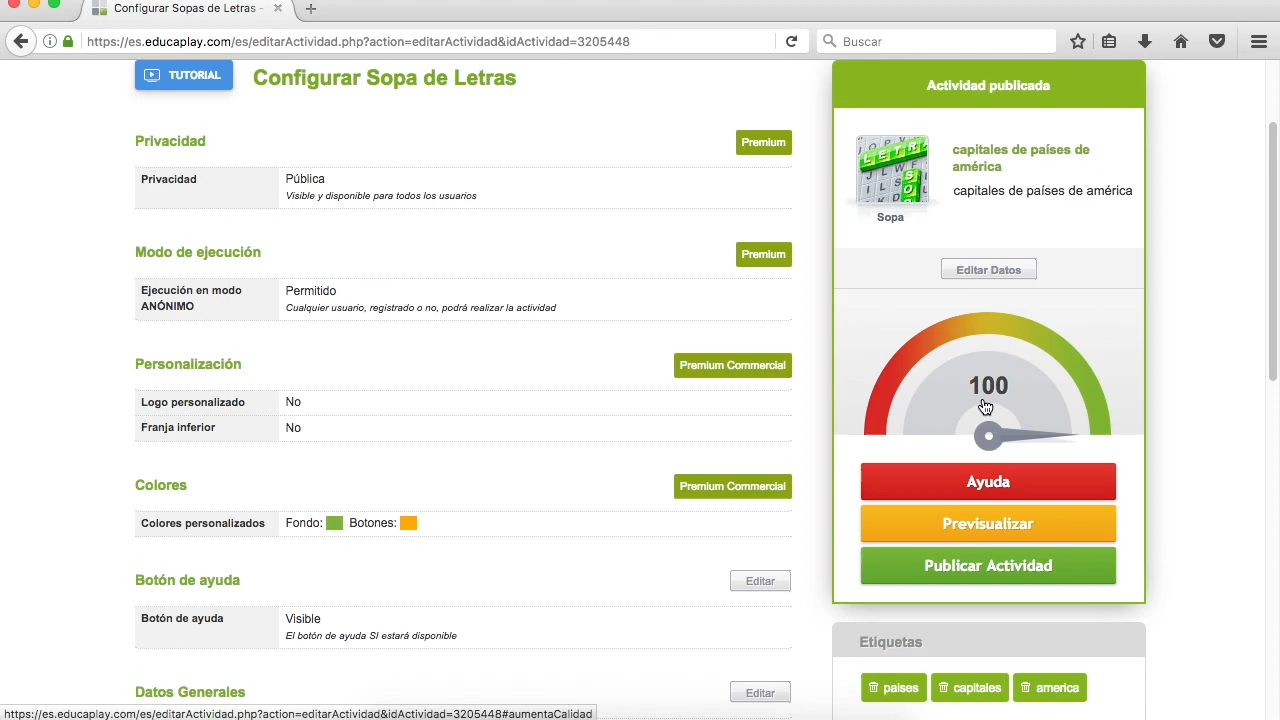 Configurar Sopas de Letras -
https://es.educaplay.com/es/editarActividad.php?action=editarActividad&idActividad=3205448
Buscar
TUTORIAL
Configurar Sopa de Letras
Privacidad
Premium
Privacidad
Pública
Visible y disponible para todos los usuarios
Modo de ejecución
Premium
Ejecución en modo
ANÓNIMO
Permitido
Cualquier usuario, registrado o no, podrá realizar la actividad
Personalización
Premium Commercial
Logo personalizado
No
Franja inferior
No
Colores
Premium Commercial
Colores personalizados
Fondo:
Botones:
Botón de ayuda
Editar
Botón de ayuda
Visible
El botón de ayuda SI estará disponible
Datos Generales
Editar
Actividad publicada
LETR
SO
Sopa
capitales de países de
américa
capitales de países de américa
Editar Datos
100
Ayuda
Previsualizar
Publicar Actividad
Etiquetas
paises
capitales
america
https://es.educaplay.com/es/editarActividad.php?action=editarActividad&idActividad=3205448#aumentaCalidad